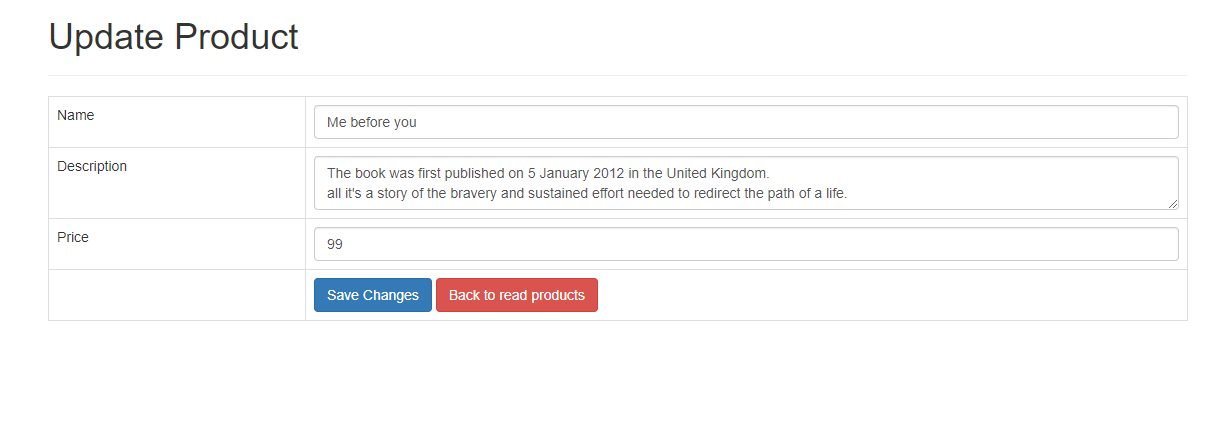 Update Product
Name
Me before you
Description
The book was first published on 5 January 2012 in the United Kingdom.
all it's a story of the bravery and sustained effort needed to redirect the path of a life.
Price
99
Save Changes Back to read products